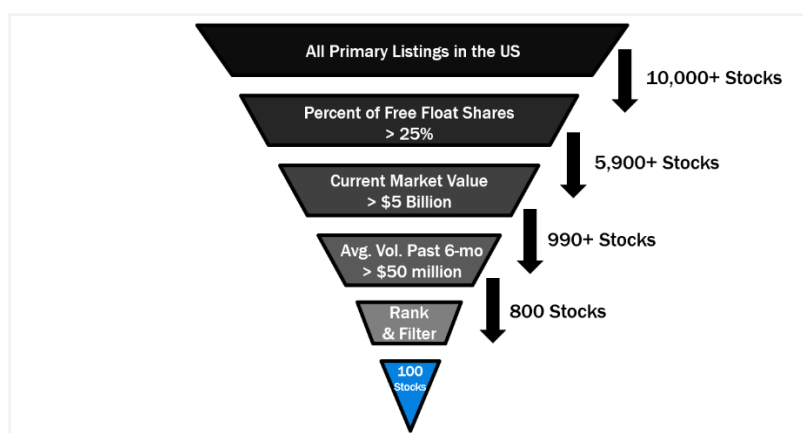 All Primary Listings in the US
10,000+ Stocks
Percent of Free Float Shares
> 25%
5,900+ Stocks
Current Market Value
> $5 Billion
990+ Stocks
Avg. Vol. Past 6-mo
> $50 million
800 Stocks
Rank
& Filter
100
Stocks